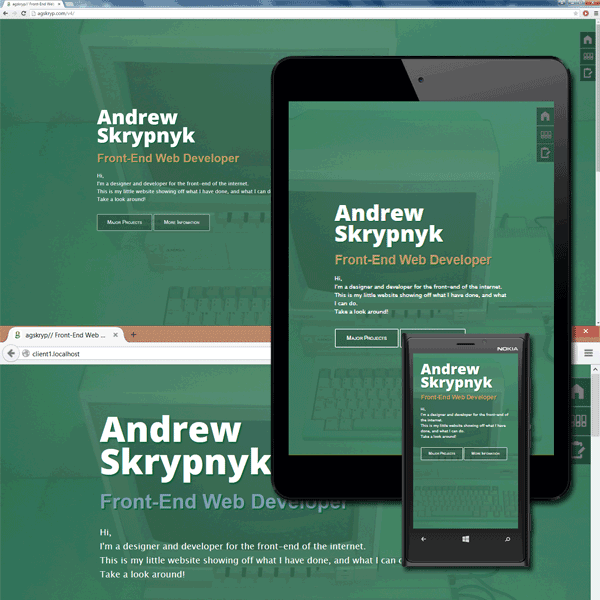 agskryp// Front-End Web
agskryp.com/v4/
Andrew
Skrypnyk
Front-End Web Developer
Hi,
I'm a designer and developer for the front-end of the internet.
This is my little website showing off what I have done, and what I can d
Take a look around!
Major Projects
More Infomation
Andrew
Skrypnyk
Front-End Web Developer
Hi,
I'm a designer and developer for the front-end of the internet.
This is my little website showing off what I have done, and what
I can do.
Take a look around!
Major Projects
NOKIA
Andrew
Skrypnyk
Front-End Web Developer
Hi,
I'm a designer and developer for the front-end of
the internet.
This is my little website showing off what I have
done, and what I can do.
Take a look around!
Major Projects
More Infomation
agskryp// Front-End Web ...
client1.localhost
Andrew
Skrypnyk
Front-End Web Developer
Hi,
I'm a designer and developer for the front-end of the internet.
This is my little website showing off what I have done, and what I can d
Take a look around!